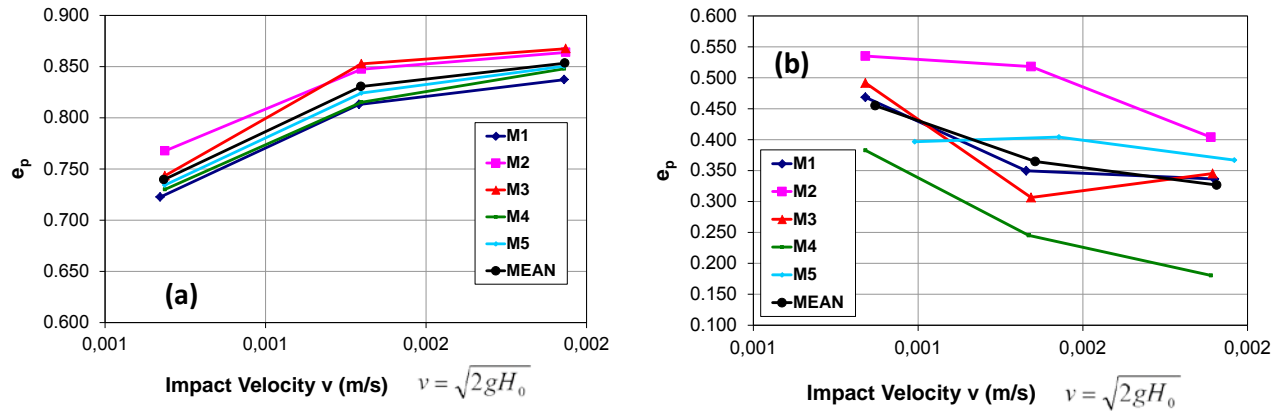 0.900
0.850
0.800
0.750
0.700
0.650
0.600
e_p
M1
M2
M3
M4
M5
MEAN
(a)
0,001 0,001 0,002 0,002
Impact Velocity v (m/s) v = √2gH₀
0.600
0.550
0.500
0.450
0.400
0.350
0.300
0.250
0.200
0.150
0.100
e_p
(b)
M1
M2
M3
M4
M5
MEAN
0,001 0,001 0,002 0,002
Impact Velocity v (m/s) v = √2gH₀